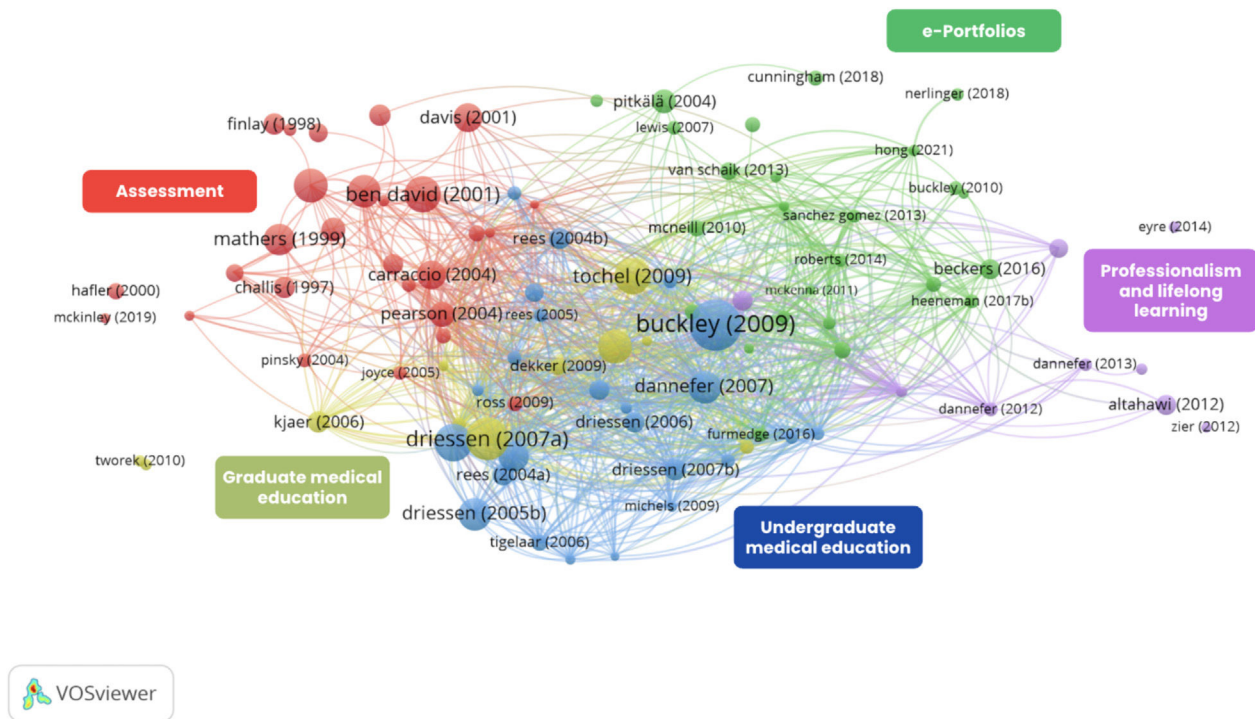 e-Portfolios
cunningham (2018)
nerlinger (2018)
pitkälä (2004)
finlay (1998)
davis (2001)
lewis (2007)
hong (2021)
van schaik (2013)
Assessment
ben david (2001)
buckley (2010)
sanchez gomez (2013)
mcneill (2010)
eyre (2014)
mathers (1999)
rees (2004b)
roberts (2014)
carraccio (2004)
tochel (2009)
beckers (2016)
Professionalism
and lifelong
learning
challis (1997)
hafler (2000)
mckenna (2011)
heeneman (2017b)
mckinley (2019)
pearson (2004)
rees (2005)
buckley (2009)
pinsky (2004)
joyce (2005)
dekker (2009)
dannefer (2013)
dannefer (2007)
ross (2009)
altahawi (2012)
dannefer (2012)
kjaer (2006)
driessen (2006)
zier (2012)
driessen (2007a)
furmedge (2016)
tworek (2010)
Graduate medical
education
rees (2004a)
driessen (2007b)
driessen (2005b)
michels (2009)
Undergraduate
medical education
tigelaar (2006)
VOSviewer